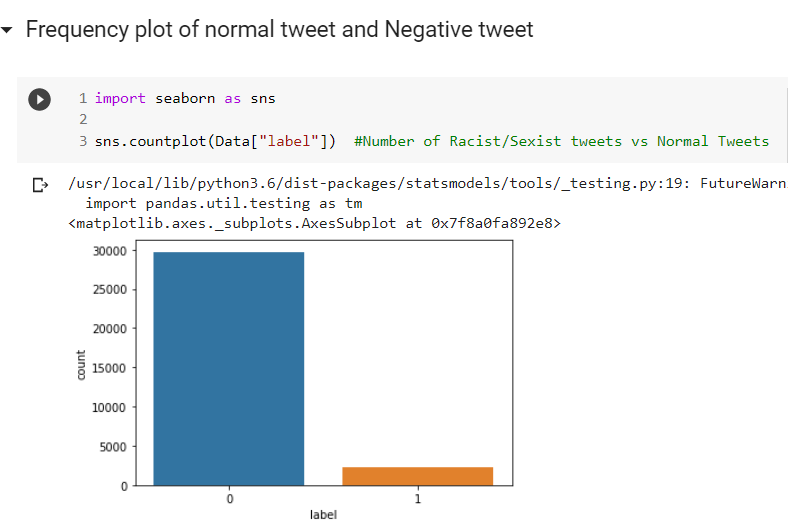 Frequency plot of normal tweet and Negative tweet
1 import seaborn as sns
2
3 sns.countplot(Data["label"])  #Number of Racist/Sexist tweets vs Normal Tweets
/usr/local/lib/python3.6/dist-packages/statsmodels/tools/_testing.py:19: FutureWarn
import pandas.util.testing as tm
<matplotlib.axes._subplots.AxesSubplot at 0x7f8a0fa892e8>
30000
25000
20000
15000
10000
5000
0
count
0 1
label